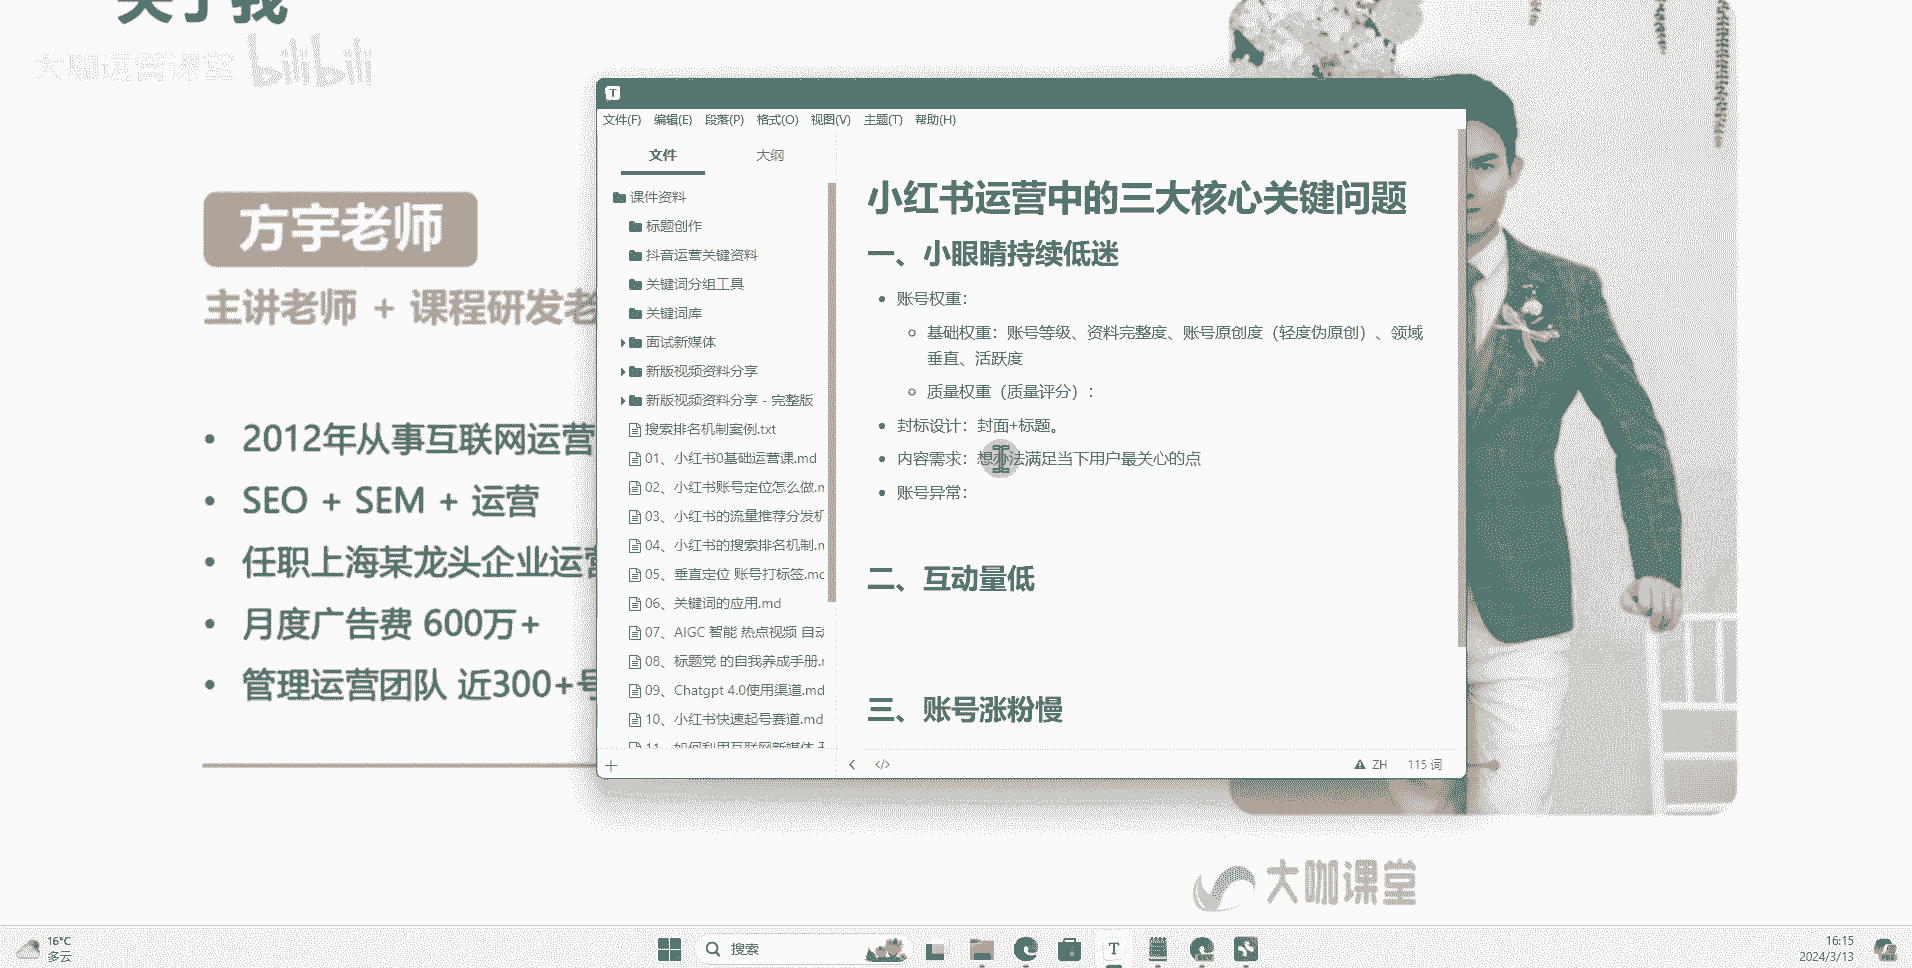 关于我
大咖运营课堂 bilibili
方宇老师
主讲老师 + 课程研发老
• 2012年从事互联网运营
• SEO + SEM + 运营
• 任职上海某龙头企业运营
• 月度广告费 600万+
• 管理运营团队 近300+号
T
文件(F) 编辑(E) 段落(P) 格式(O) 视图(V) 主题(T) 帮助(H)
文件 大纲
课件资料
标题创作
抖音运营关键资料
关键词分组工具
关键词库
面试新媒体
新版视频资料分享
新版视频资料分享 - 完整版
搜索排名机制案例.txt
01、小红书0基础运营课.md
02、小红书账号定位怎么做.m
03、小红书的流量推荐分发机
04、小红书的搜索排名机制.m
05、垂直定位 账号打标签.md
06、关键词的应用.md
07、AIGC 智能 热点视频 自动
08、标题党 的自我养成手册.m
09、Chatgpt 4.0使用渠道.md
10、小红书快速起号赛道.md
11、如何利用互联网新媒体
小红书运营中的三大核心关键问题
一、小眼睛持续低迷
• 账号权重：
基础权重：账号等级、资料完整度、账号原创度（轻度伪原创）、领域
垂直、活跃度
质量权重（质量评分）：
• 封标设计：封面+标题。
• 内容需求：想办法满足当下用户最关心的点
• 账号异常：
二、互动量低
三、账号涨粉慢
ZH 115 词
大咖课堂
16°C
多云
搜索
T
DEV
16:15
2024/3/13
PRE